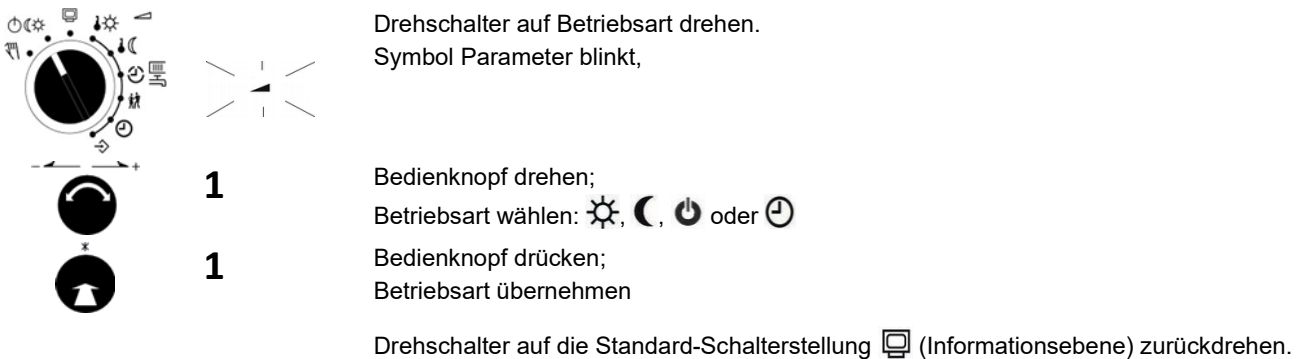 Drehschalter auf Betriebsart drehen.
Symbol Parameter blinkt,
- +
1 Bedienknopf drehen;
Betriebsart wählen: ☼, ☾, ⏻ oder 🕘
1 Bedienknopf drücken;
Betriebsart übernehmen
Drehschalter auf die Standard-Schalterstellung 🖵 (Informationsebene) zurückdrehen.